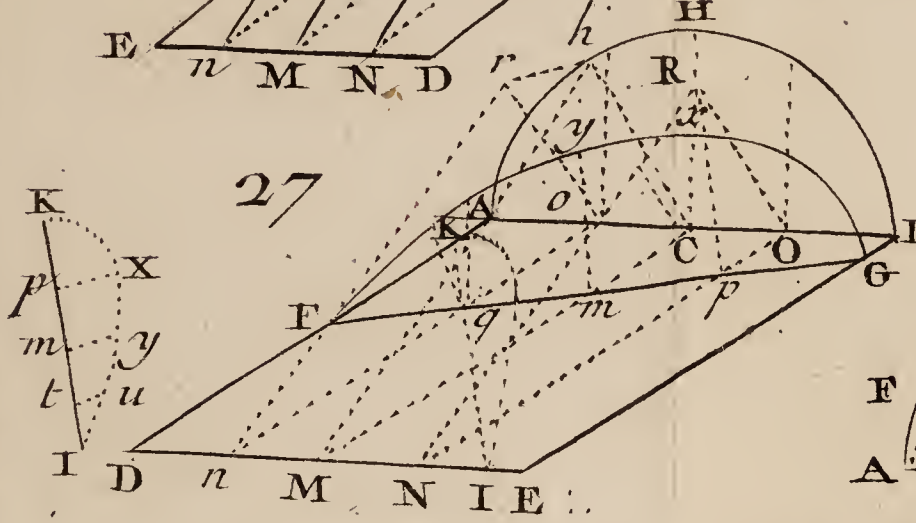 E n M N D
H
h
r R
y x
27
K A o
K C O
X G
p F q m p
m y
t u
F
I D n M N I E
A